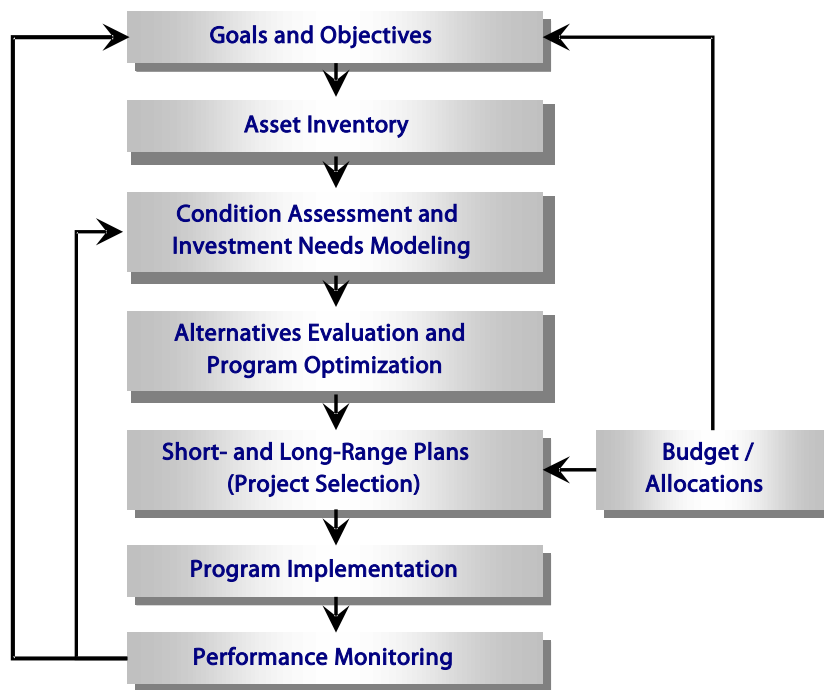 Goals and Objectives
Asset Inventory
Condition Assessment and
Investment Needs Modeling
Alternatives Evaluation and
Program Optimization
Short- and Long-Range Plans
(Project Selection)
Budget /
Allocations
Program Implementation
Performance Monitoring